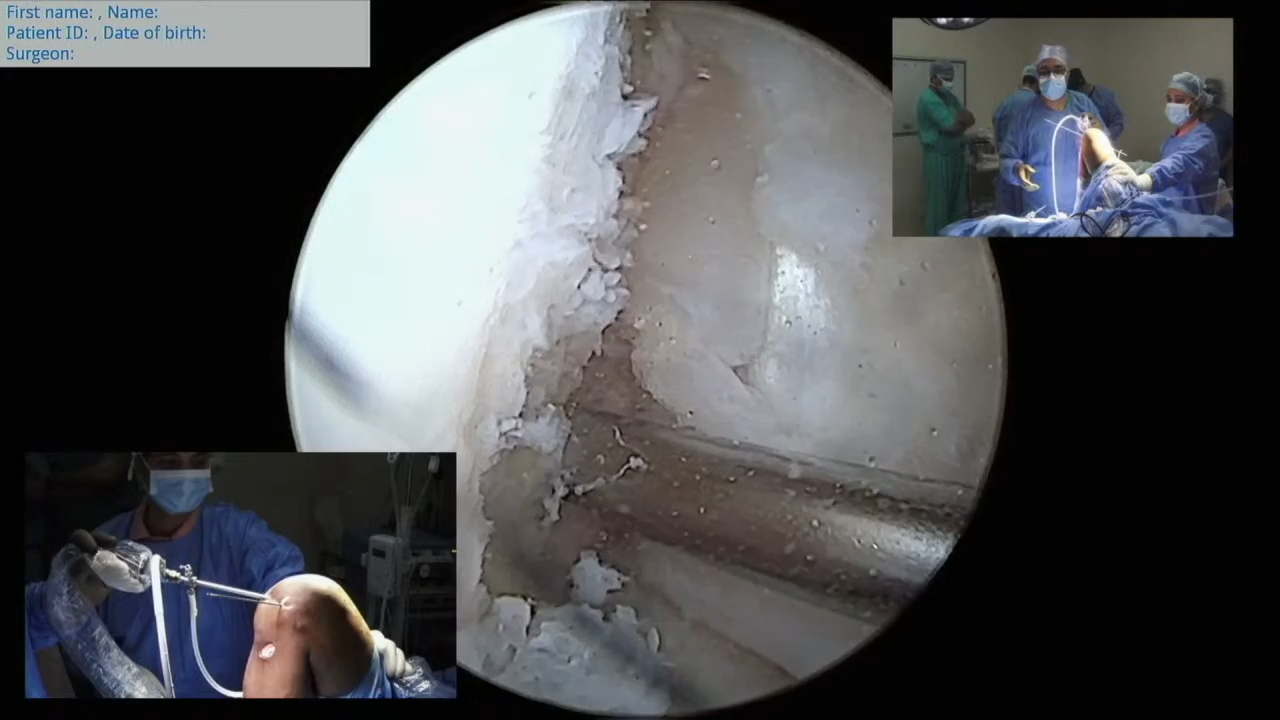 First name: , Name:
Patient ID: , Date of birth:
Surgeon: